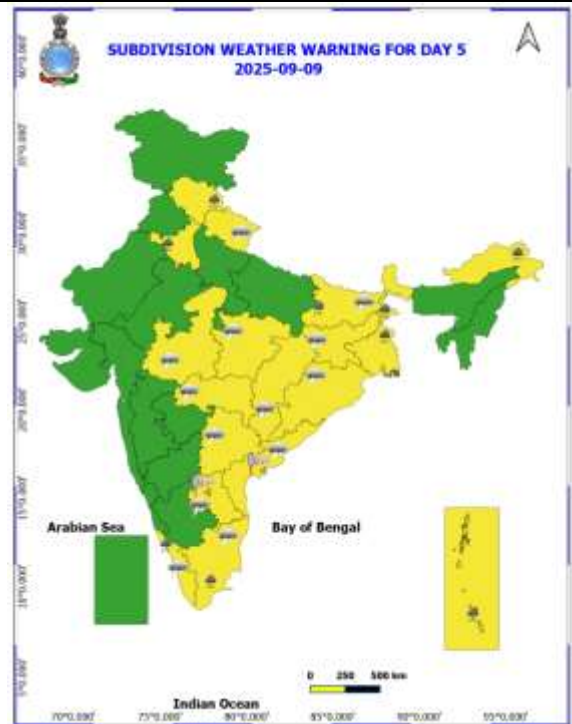 SUBDIVISION WEATHER WARNING FOR DAY 5
2025-09-09
Arabian Sea
Bay of Bengal
0 250 500 km
Indian Ocean
70°0.000' 75°0.000' 80°0.000' 85°0.000' 90°0.000' 95°0.000'